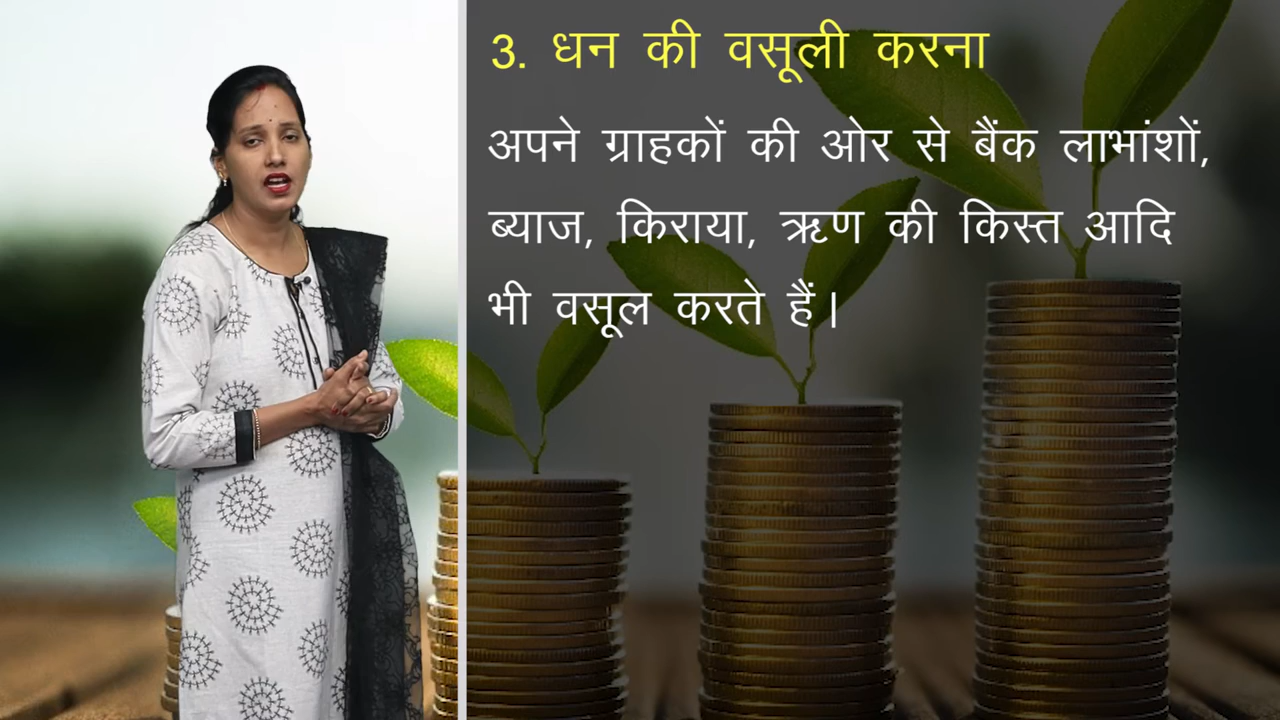 3. धन की वसूली करना
अपने ग्राहकों की ओर से बैंक लाभांशों,
ब्याज, किराया, ऋण की किस्त आदि
भी वसूल करते हैं।